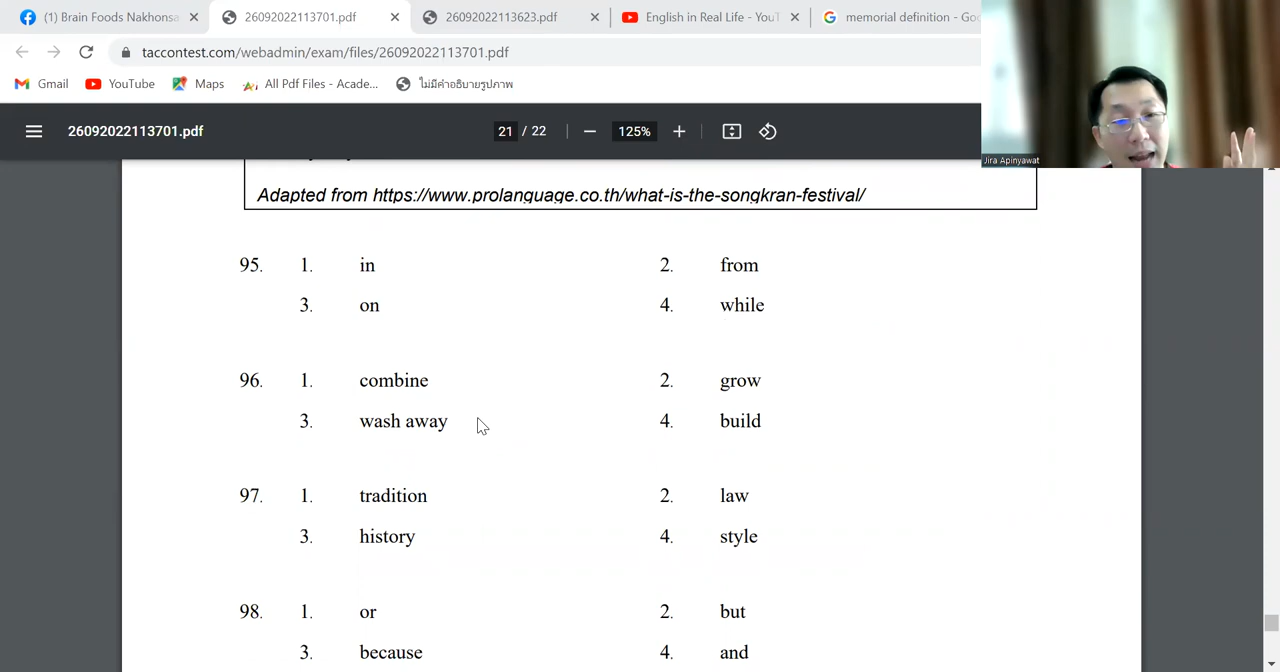 (1) Brain Foods Nakhonsa
26092022113701.pdf
26092022113623.pdf
English in Real Life - YouT
memorial definition - Goo
taccontest.com/webadmin/exam/files/26092022113701.pdf
Gmail
YouTube
Maps
All Pdf Files - Acade...
ไม่มีคำอธิบายรูปภาพ
26092022113701.pdf
21 / 22
125%
Jira Apinyawat
Adapted from https://www.prolanguage.co.th/what-is-the-songkran-festival/
95. 1. in 2. from
3. on 4. while
96. 1. combine 2. grow
3. wash away 4. build
97. 1. tradition 2. law
3. history 4. style
98. 1. or 2. but
3. because 4. and